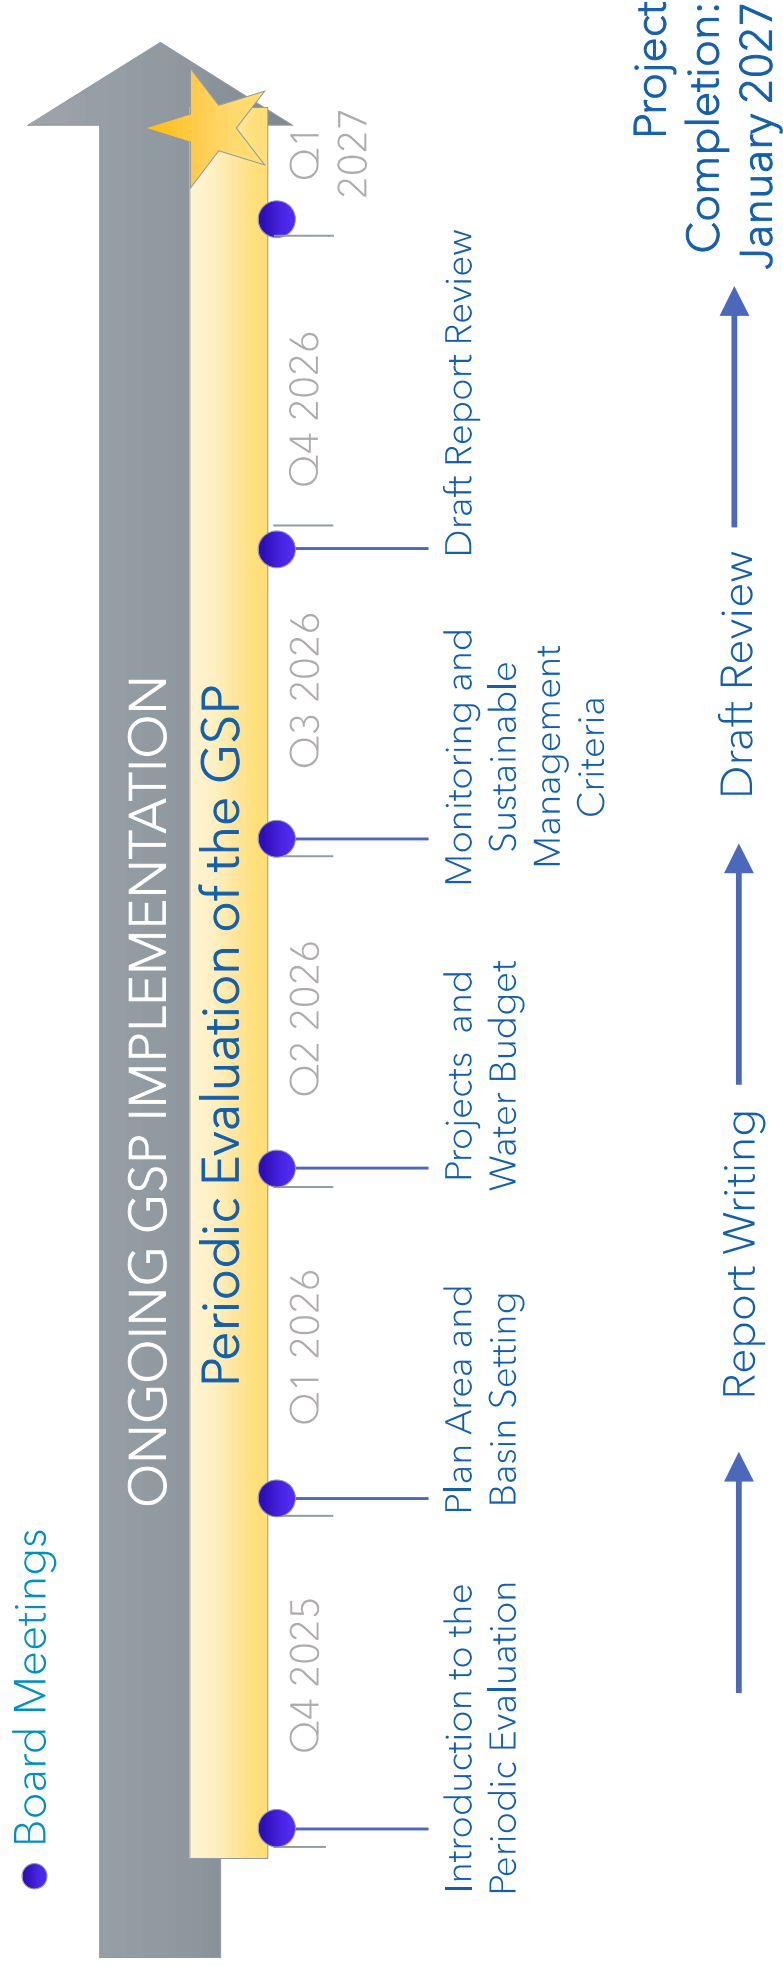 Board Meetings
ONGOING GSP IMPLEMENTATION
Periodic Evaluation of the GSP
Q4 2025
Q1 2026
Q2 2026
Q3 2026
Q4 2026
Q1
2027
Introduction to the
Periodic Evaluation
Plan Area and
Basin Setting
Projects and
Water Budget
Monitoring and
Sustainable
Management
Criteria
Draft Report Review
Report Writing
Draft Review
Project
Completion:
January 2027